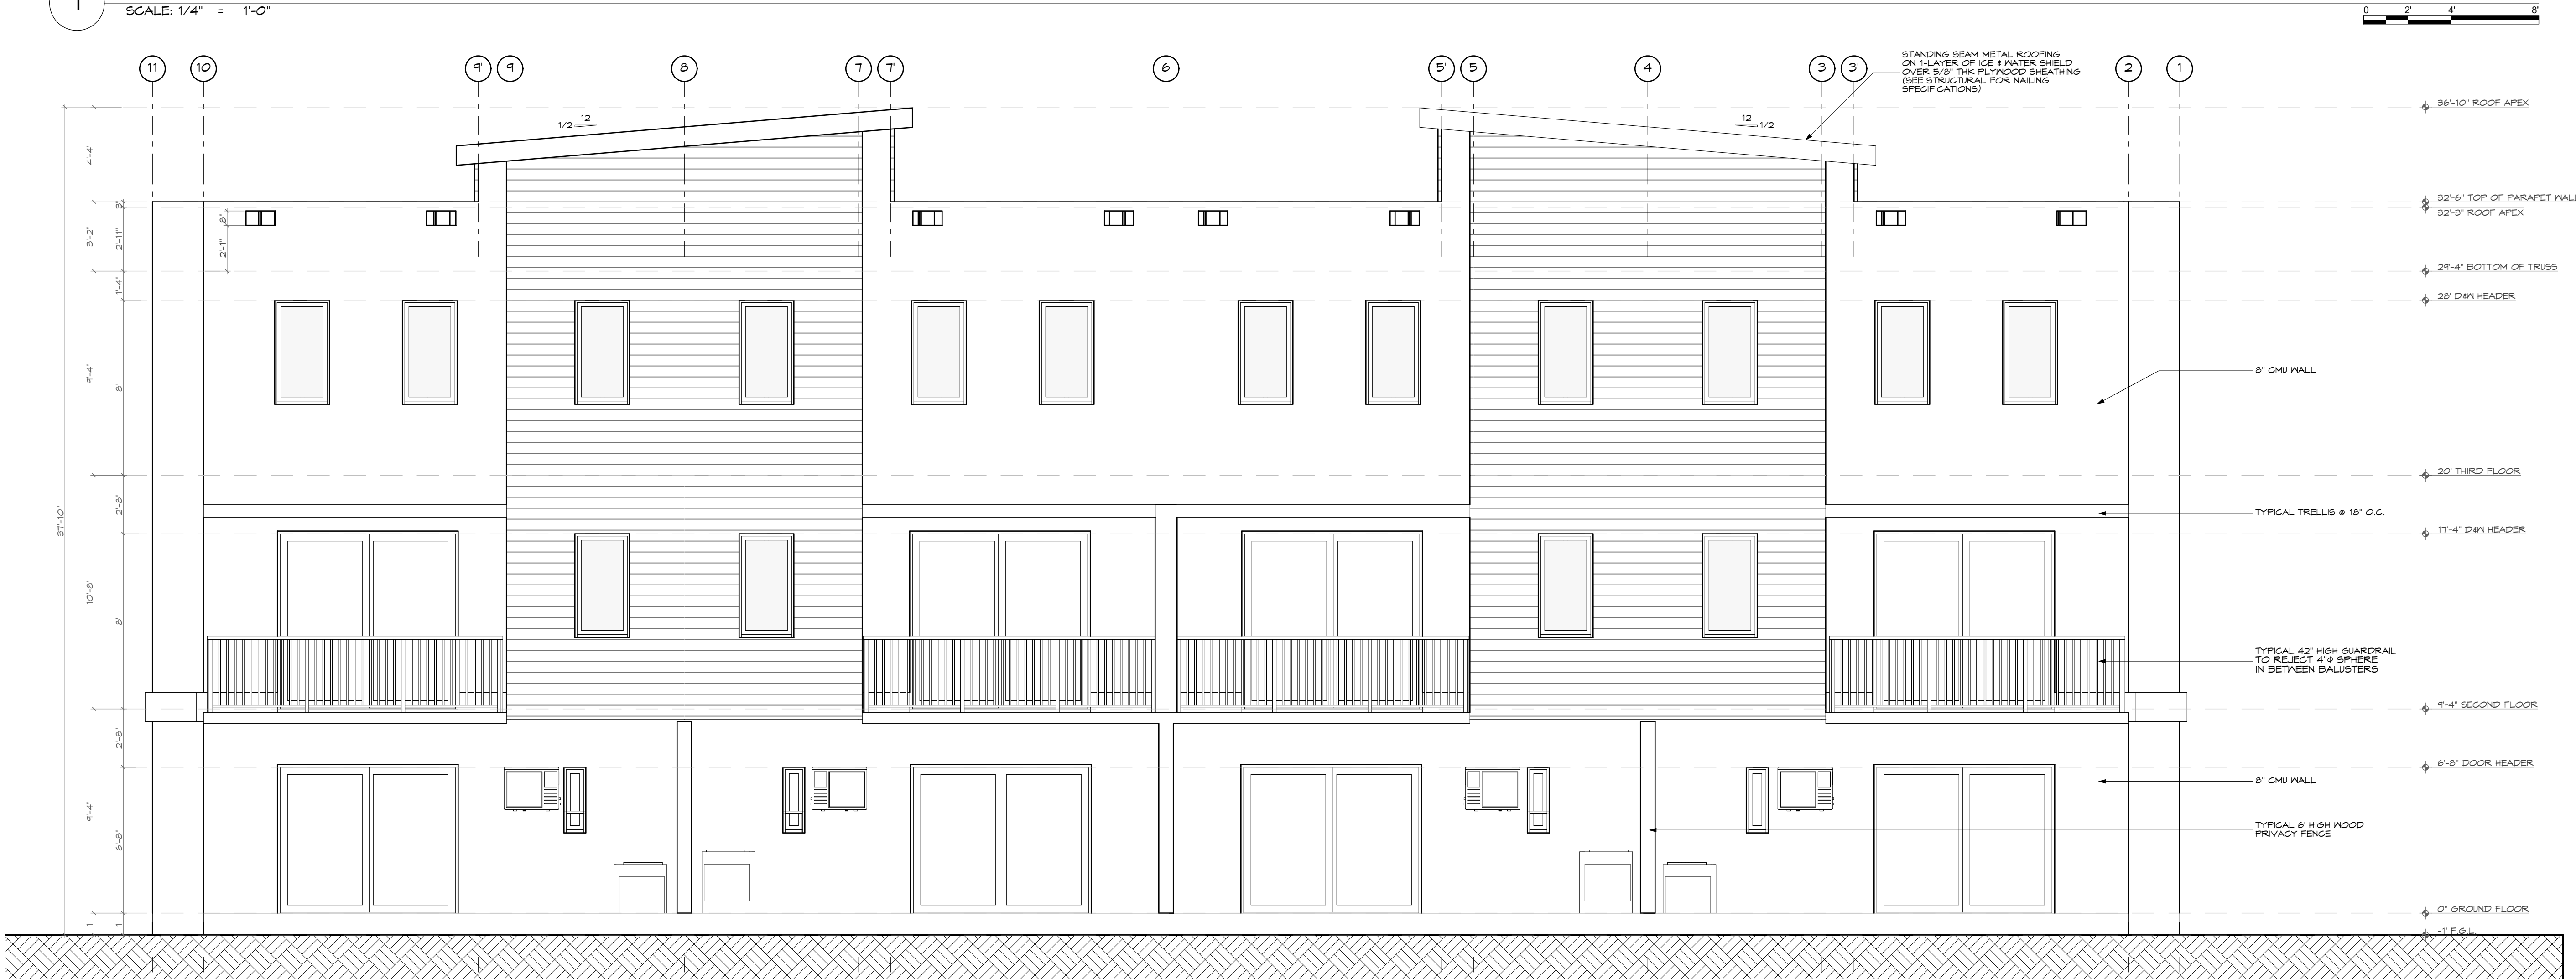 1
SCALE: 1/4" = 1'-0"
0 2' 4' 8'
11 10 9' 9 8 7 7' 6 5' 5 4 3 3' 2 1
STANDING SEAM METAL ROOFING
ON 1-LAYER OF ICE & WATER SHIELD
OVER 5/8" THK PLYWOOD SHEATHING
(SEE STRUCTURAL FOR NAILING
SPECIFICATIONS)
12
1/2
12
1/2
36'-10" ROOF APEX
32'-6" TOP OF PARAPET WALL
32'-3" ROOF APEX
29'-4" BOTTOM OF TRUSS
28' D&W HEADER
8" CMU WALL
20' THIRD FLOOR
TYPICAL TRELLIS @ 18" O.C.
17'-4" D&W HEADER
TYPICAL 42" HIGH GUARDRAIL
TO REJECT 4"Φ SPHERE
IN BETWEEN BALUSTERS
9'-4" SECOND FLOOR
6'-8" DOOR HEADER
8" CMU WALL
TYPICAL 6' HIGH WOOD
PRIVACY FENCE
0" GROUND FLOOR
-1' F.G.L.
37'-10"
4'-4"
3'-2"
9'-4"
10'-8"
9'-4"
1'
3"
2'-11"
1'-4"
8'
2'-8"
8'
2'-8"
6'-8"
1'
8"
2'-1"